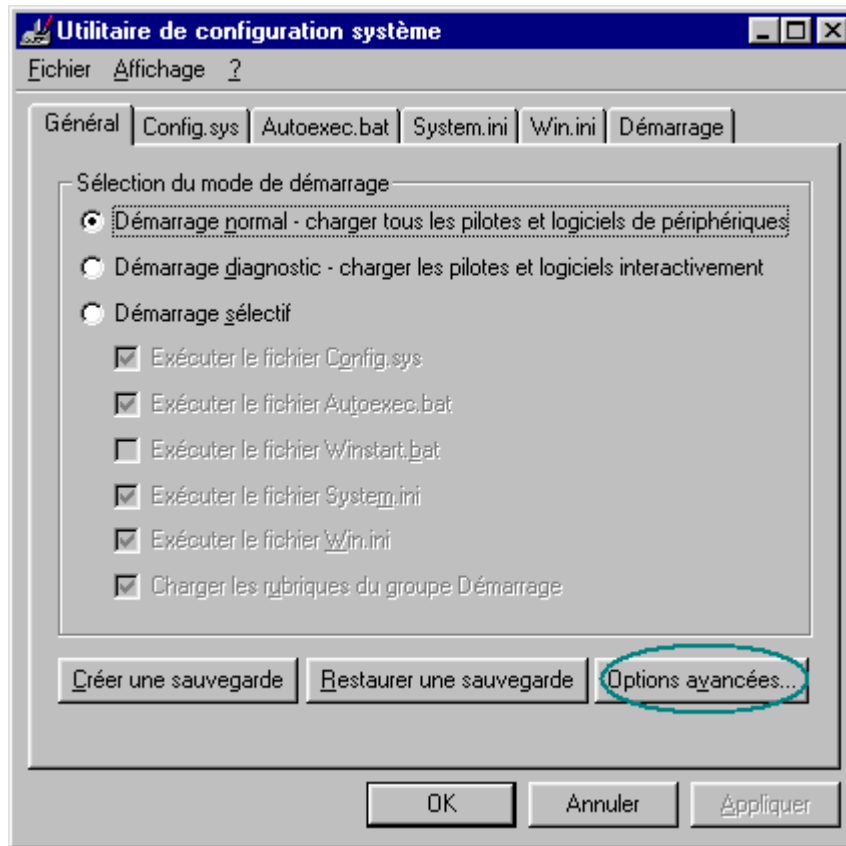 Utilitaire de configuration système
Fichier Affichage ?
Général Config.sys Autoexec.bat System.ini Win.ini Démarrage
Sélection du mode de démarrage
Démarrage normal - charger tous les pilotes et logiciels de périphériques
Démarrage diagnostic - charger les pilotes et logiciels interactivement
Démarrage sélectif
Exécuter le fichier Config.sys
Exécuter le fichier Autoexec.bat
Exécuter le fichier Winstart.bat
Exécuter le fichier System.ini
Exécuter le fichier Win.ini
Charger les rubriques du groupe Démarrage
Créer une sauvegarde Restaurer une sauvegarde Options avancées...
OK Annuler Appliquer